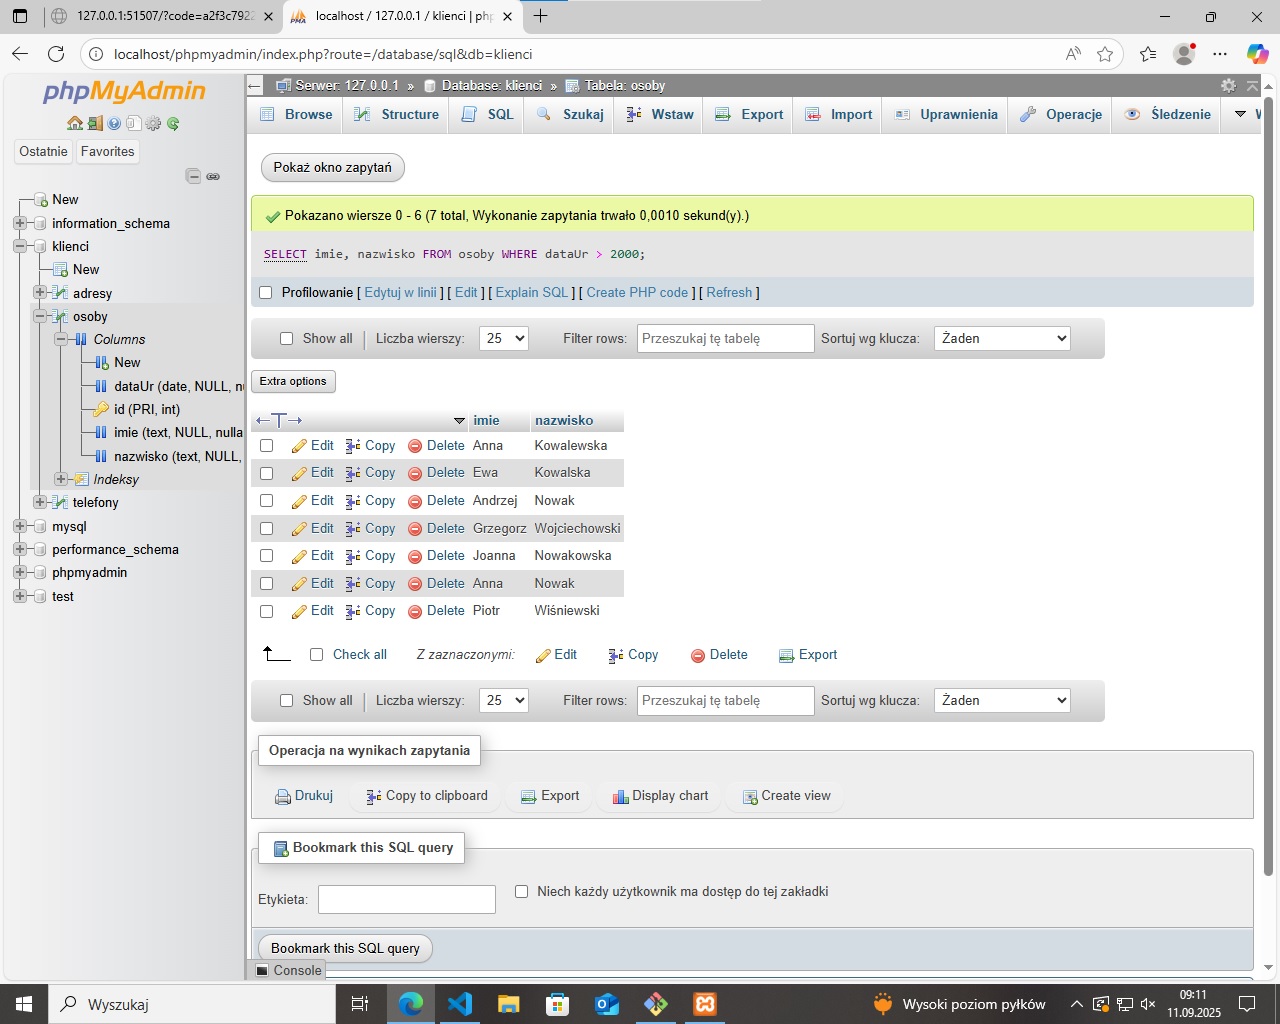 127.0.0.1:51507/?code=a2f3c7922
localhost / 127.0.0.1 / klienci | ph
localhost/phpmyadmin/index.php?route=/database/sql&db=klienci
phpMyAdmin
Ostatnie Favorites
New
information_schema
klienci
New
adresy
osoby
Columns
New
dataUr (date, NULL, n
id (PRI, int)
imie (text, NULL, nulla
nazwisko (text, NULL,
Indeksy
telefony
mysql
performance_schema
phpmyadmin
test
Serwer: 127.0.0.1 » Database: klienci » Tabela: osoby
Browse Structure SQL Szukaj Wstaw Export Import Uprawnienia Operacje Śledzenie
Pokaż okno zapytań
Pokazano wiersze 0 - 6 (7 total, Wykonanie zapytania trwało 0,0010 sekund(y).)
SELECT imie, nazwisko FROM osoby WHERE dataUr > 2000;
Profilowanie [ Edytuj w linii ] [ Edit ] [ Explain SQL ] [ Create PHP code ] [ Refresh ]
Show all Liczba wierszy: 25 Filter rows: Przeszukaj tę tabelę Sortuj wg klucza: Żaden
Extra options
imie nazwisko
Edit Copy Delete Anna Kowalewska
Edit Copy Delete Ewa Kowalska
Edit Copy Delete Andrzej Nowak
Edit Copy Delete Grzegorz Wojciechowski
Edit Copy Delete Joanna Nowakowska
Edit Copy Delete Anna Nowak
Edit Copy Delete Piotr Wiśniewski
Check all Z zaznaczonymi: Edit Copy Delete Export
Show all Liczba wierszy: 25 Filter rows: Przeszukaj tę tabelę Sortuj wg klucza: Żaden
Operacja na wynikach zapytania
Drukuj Copy to clipboard Export Display chart Create view
Bookmark this SQL query
Etykieta: Niech każdy użytkownik ma dostęp do tej zakładki
Bookmark this SQL query
Console
Wyszukaj
Wysoki poziom pyłków
09:11
11.09.2025